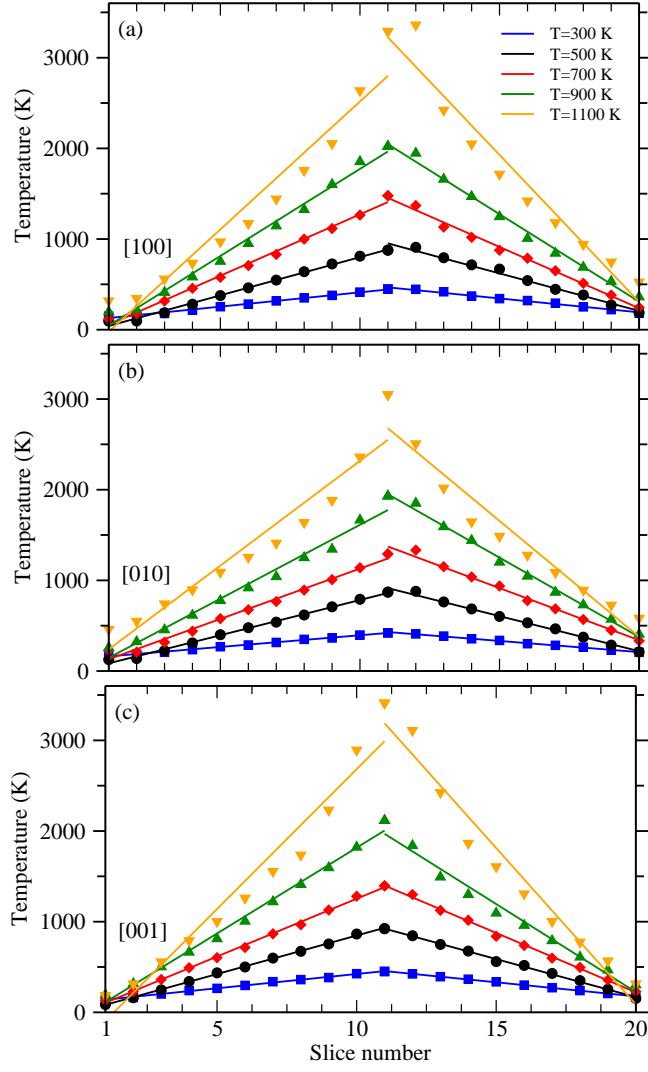 (a)
T=300 K
T=500 K
T=700 K
T=900 K
T=1100 K
3000
2000
1000
0
Temperature (K)
[100]
(b)
3000
2000
1000
0
Temperature (K)
[010]
(c)
3000
2000
1000
0
Temperature (K)
[001]
1 5 10 15 20
Slice number